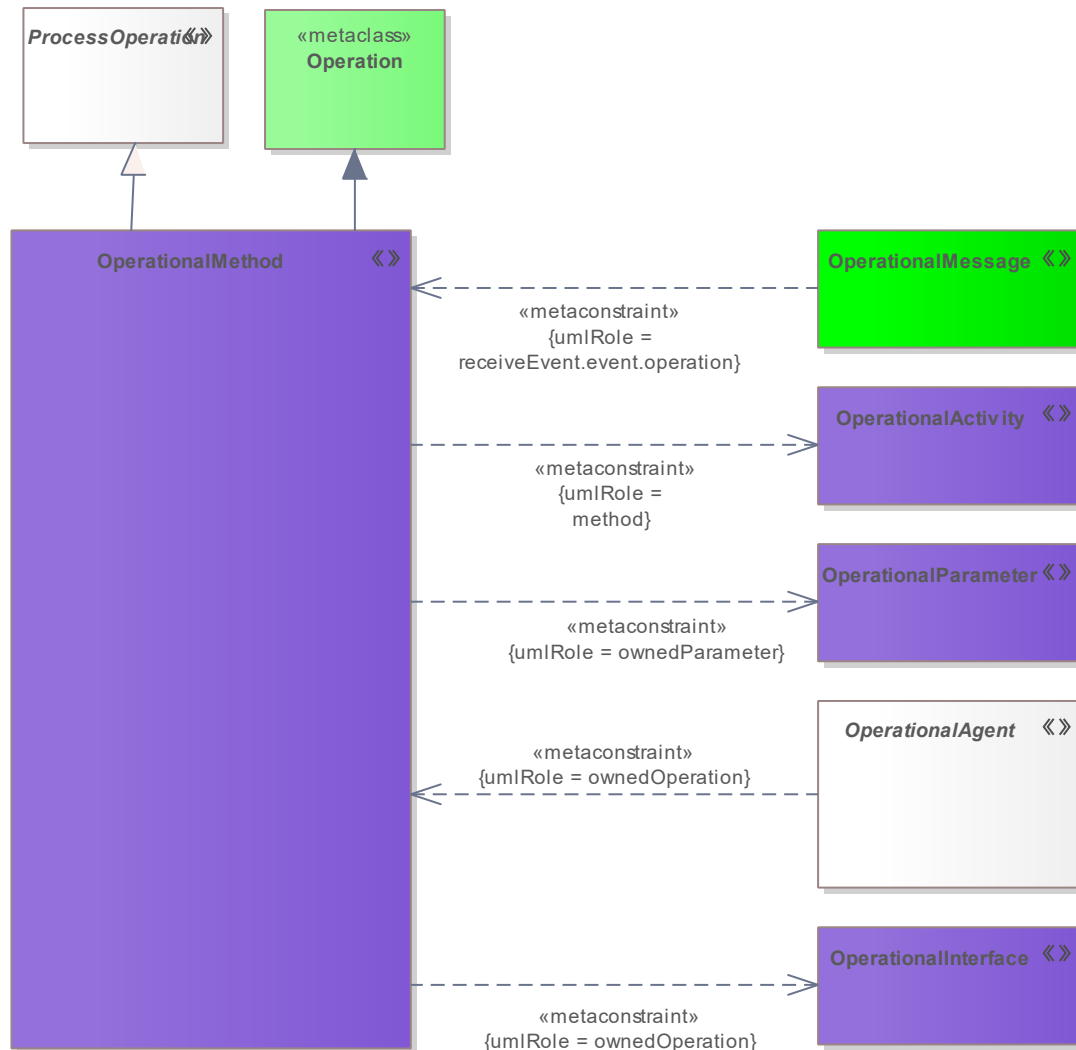 ProcessOperation «»
«metaclass»
Operation
OperationalMethod «»
OperationalMessage «»
«metaconstraint»
{umlRole =
receiveEvent.event.operation}
OperationalActivity «»
«metaconstraint»
{umlRole =
method}
OperationalParameter «»
«metaconstraint»
{umlRole = ownedParameter}
OperationalAgent «»
«metaconstraint»
{umlRole = ownedOperation}
OperationalInterface «»
«metaconstraint»
{umlRole = ownedOperation}